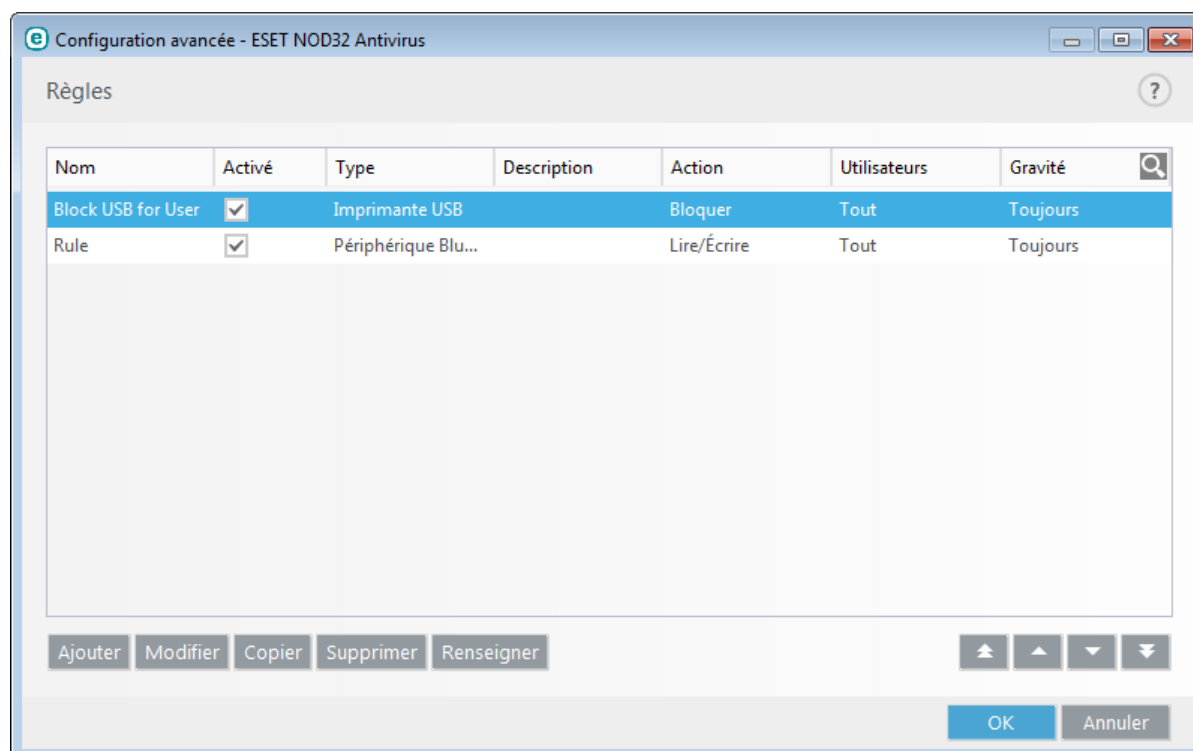 Configuration avancée - ESET NOD32 Antivirus
Règles
?
Nom Activé Type Description Action Utilisateurs Gravité
Block USB for User Imprimante USB Bloquer Tout Toujours
Rule Périphérique Blu... Lire/Écrire Tout Toujours
Ajouter Modifier Copier Supprimer Renseigner
OK Annuler